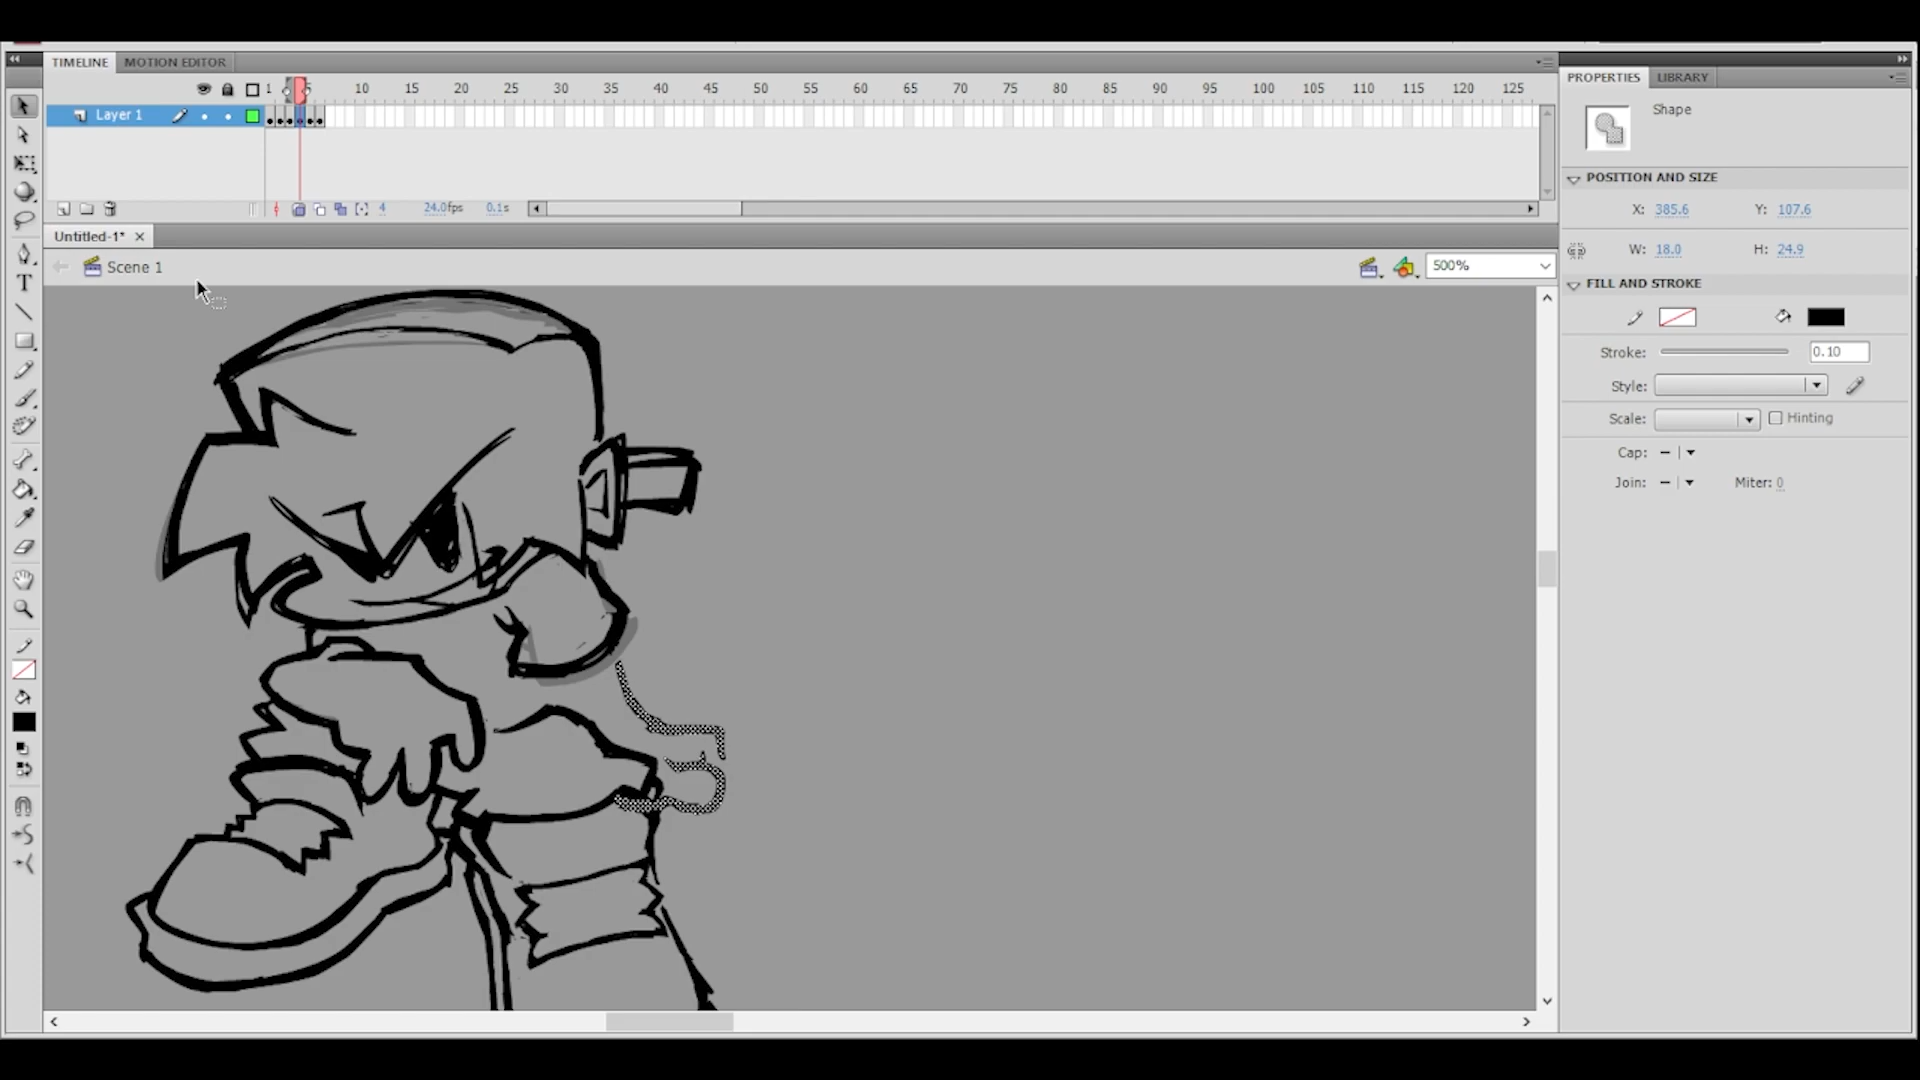 TIMELINE MOTION EDITOR
1 5 10 15 20 25 30 35 40 45 50 55 60 65 70 75 80 85 90 95 100 105 110 115 120 125
Layer 1
4 24.0fps 0.1s
Untitled-1*
Scene 1
500%
T
PROPERTIES LIBRARY
Shape
POSITION AND SIZE
X: 385.6 Y: 107.6
W: 18.0 H: 24.9
FILL AND STROKE
Stroke: 0.10
Style:
Scale: Hinting
Cap:
Join: Miter: 0